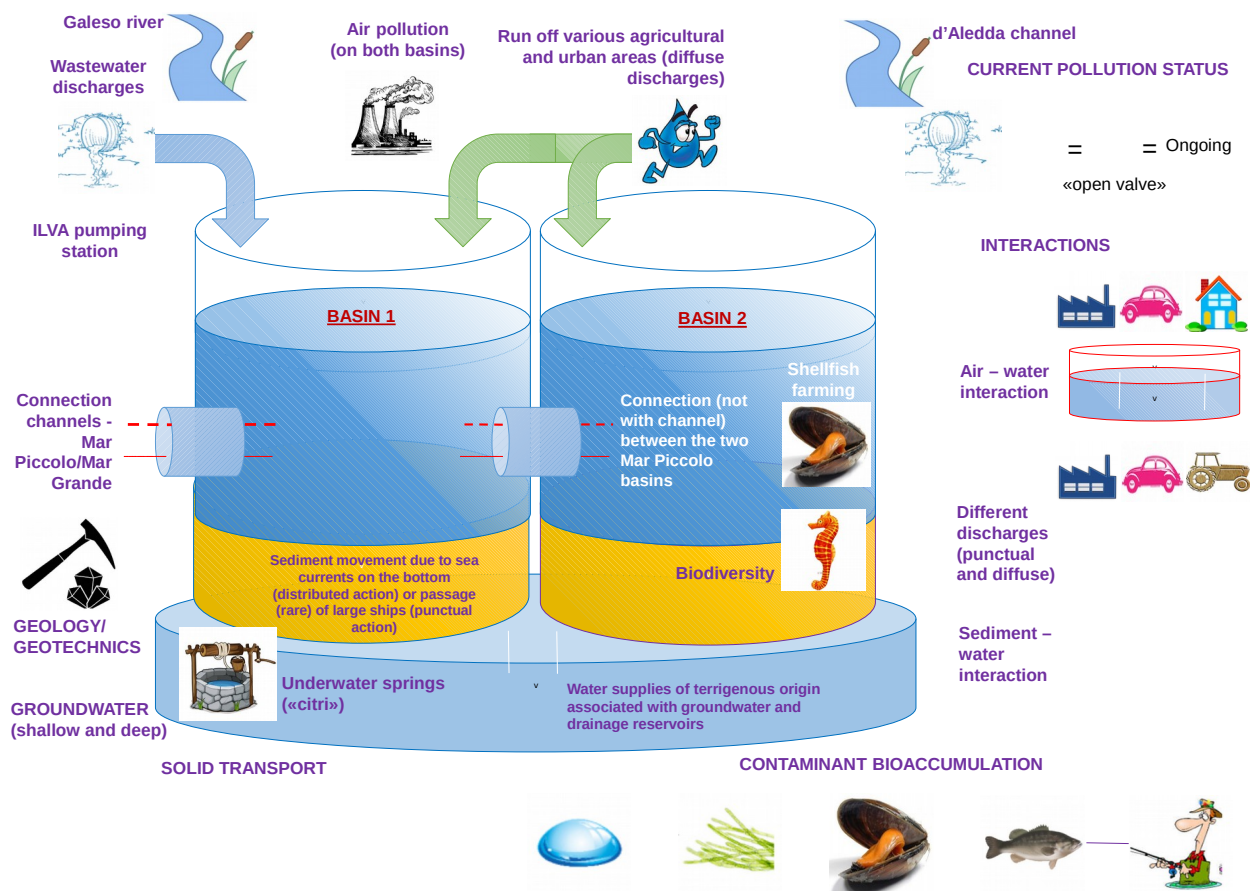 Galeso river
Wastewater
discharges
Air pollution
(on both basins)
Run off various agricultural
and urban areas (diffuse
discharges)
d'Aledda channel
CURRENT POLLUTION STATUS
= = Ongoing
«open valve»
ILVA pumping
station
INTERACTIONS
BASIN 1
BASIN 2
Air – water
interaction
v
v
Shellfish
farming
Connection
channels -
Mar
Piccolo/Mar
Grande
Connection (not
with channel)
between the two
Mar Piccolo
basins
Different
discharges
(punctual
and diffuse)
Sediment movement due to sea
currents on the bottom
(distributed action) or passage
(rare) of large ships (punctual
action)
Biodiversity
GEOLOGY/
GEOTECHNICS
Sediment –
water
interaction
Underwater springs
(«citri»)
v
Water supplies of terrigenous origin
associated with groundwater and
drainage reservoirs
GROUNDWATER
(shallow and deep)
SOLID TRANSPORT
CONTAMINANT BIOACCUMULATION